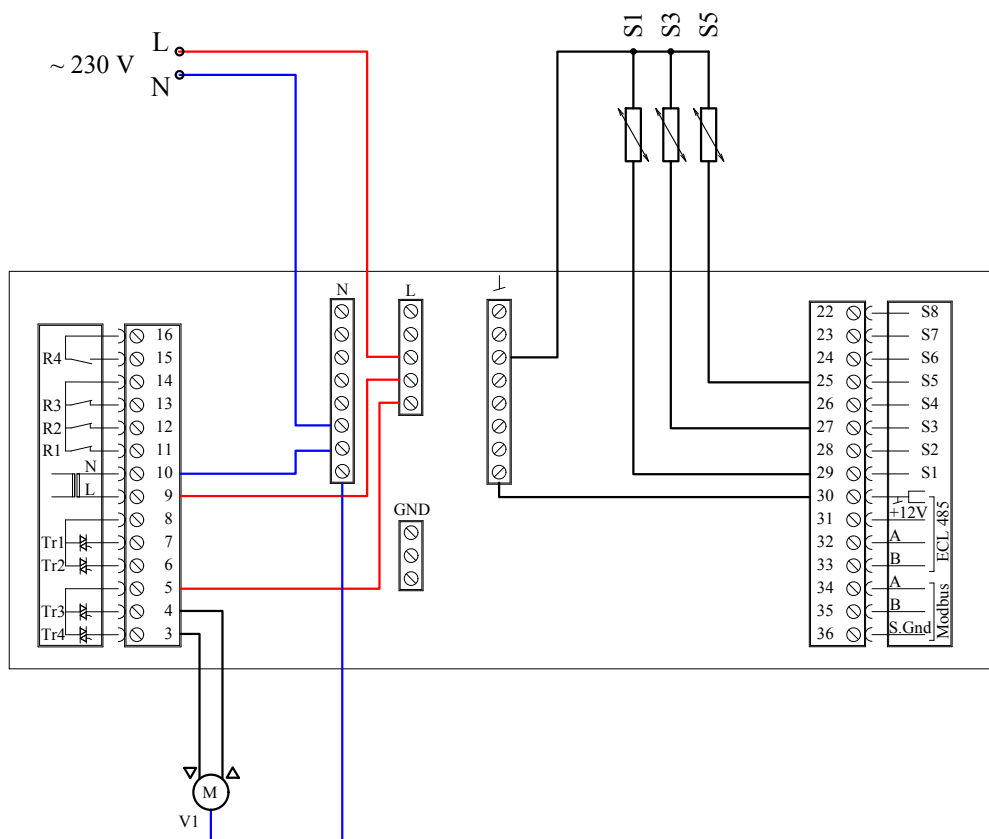 S1
S3
S5
L
~ 230 V
N
N
L
16
R4
15
14
R3
13
R2
12
R1
11
N
10
L
9
8
Tr1
7
Tr2
6
5
Tr3
4
Tr4
3
GND
22
S8
23
S7
24
S6
25
S5
26
S4
27
S3
28
S2
29
S1
30
31
+12V
32
A
33
B
ECL 485
34
A
35
B
36
S.Gnd
Modbus
M
V1